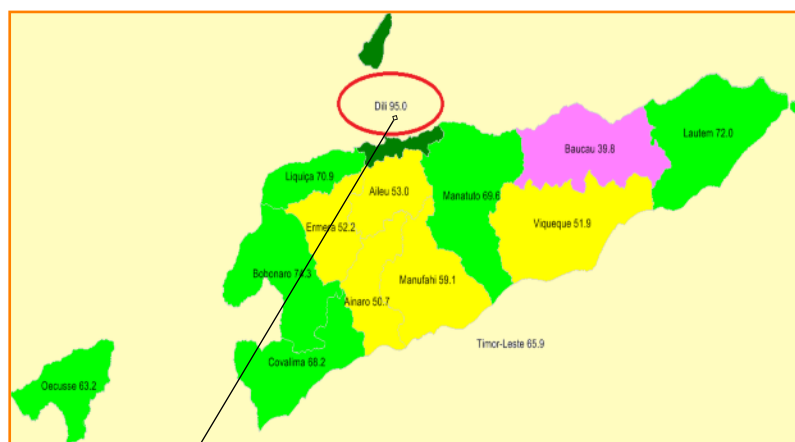 Dili 95.0
Lautem 72.0
Baucau 39.8
Liquiça 70.9
Aileu 53.0
Manatuto 69.6
Ermera 52.2
Viqueque 51.9
Bobonaro 74.3
Manufahi 59.1
Ainaro 50.7
Timor-Leste 65.9
Covalima 68.2
Oecusse 63.2